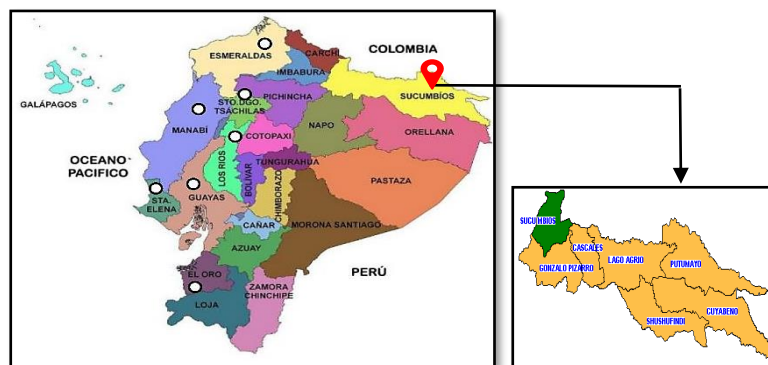 COLOMBIA
ESMERALDAS
CARCHI
IMBABURA
GALÁPAGOS
SUCUMBÍOS
STO.DGO.
TSÁCHILAS
PICHINCHA
MANABÍ
COTOPAXI
NAPO
ORELLANA
OCEANO
PACIFICO
LOS RIOS
BOLIVAR
TUNGURAHUA
PASTAZA
STA.
ELENA
GUAYAS
CHIMBORAZO
MORONA SANTIAGO
CAÑAR
AZUAY
PERÚ
EL ORO
ZAMORA
CHINCHIPE
LOJA
SUCUMBIOS
CASCALES
GONZALO PIZARRO
LAGO AGRIO
PUTUMAYO
SHUSHUFINDI
CUYABENO